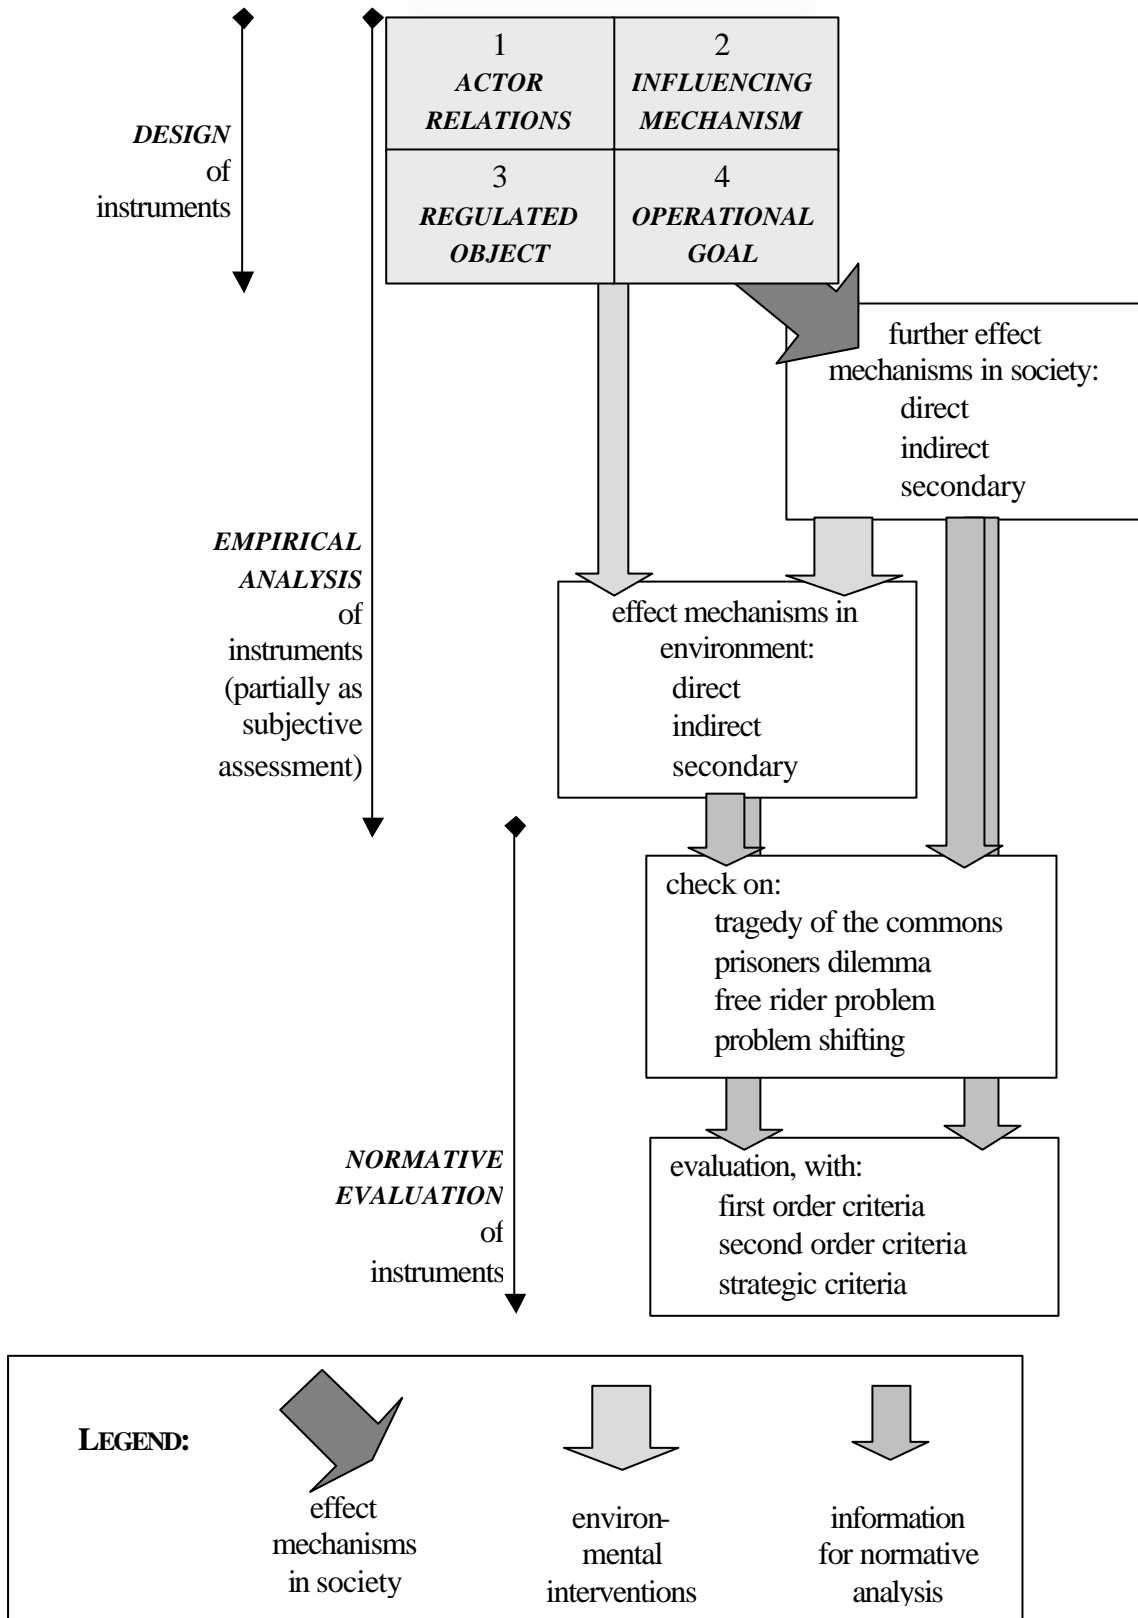 1
ACTOR
RELATIONS
2
INFLUENCING
MECHANISM
3
REGULATED
OBJECT
4
OPERATIONAL
GOAL
DESIGN
of
instruments
further effect
mechanisms in society:
direct
indirect
secondary
EMPIRICAL
ANALYSIS
of
instruments
(partially as
subjective
assessment)
effect mechanisms in
environment:
direct
indirect
secondary
check on:
tragedy of the commons
prisoners dilemma
free rider problem
problem shifting
NORMATIVE
EVALUATION
of
instruments
evaluation, with:
first order criteria
second order criteria
strategic criteria
LEGEND:
effect
mechanisms
in society
environ-
mental
interventions
information
for normative
analysis